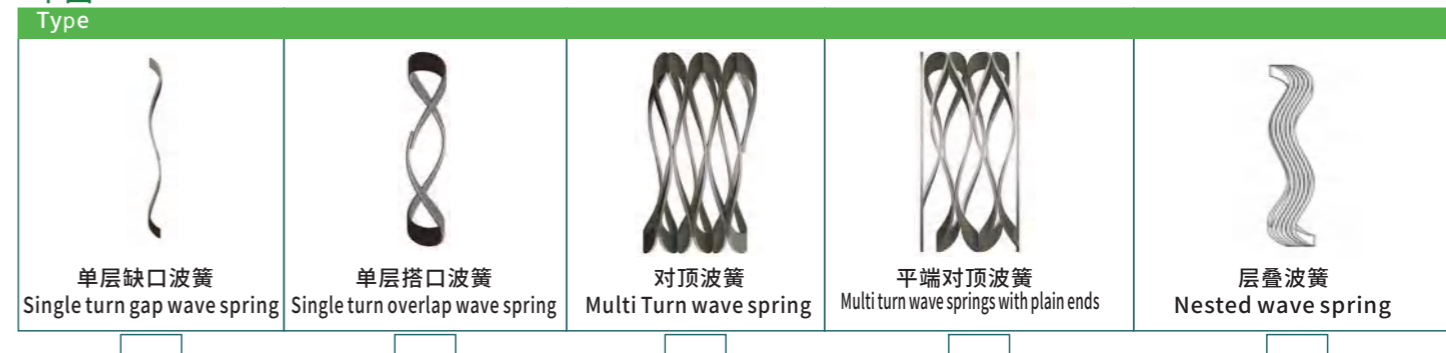 Type
单层缺口波簧
Single turn gap wave spring
单层搭口波簧
Single turn overlap wave spring
对顶波簧
Multi Turn wave spring
平端对顶波簧
Multi turn wave springs with plain ends
层叠波簧
Nested wave spring